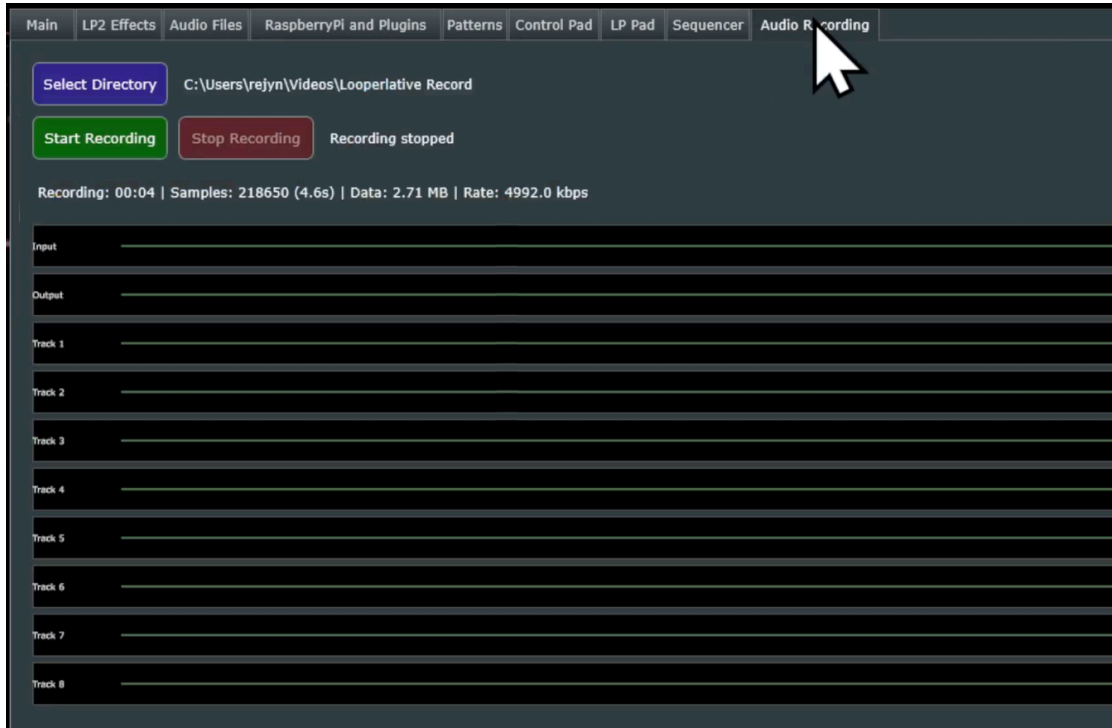 Main LP2 Effects Audio Files RaspberryPi and Plugins Patterns Control Pad LP Pad Sequencer Audio Recording
Select Directory C:\Users\rejyn\Videos\Looperlative Record
Start Recording Stop Recording Recording stopped
Recording: 00:04 | Samples: 218650 (4.6s) | Data: 2.71 MB | Rate: 4992.0 kbps
Input
Output
Track 1
Track 2
Track 3
Track 4
Track 5
Track 6
Track 7
Track 8